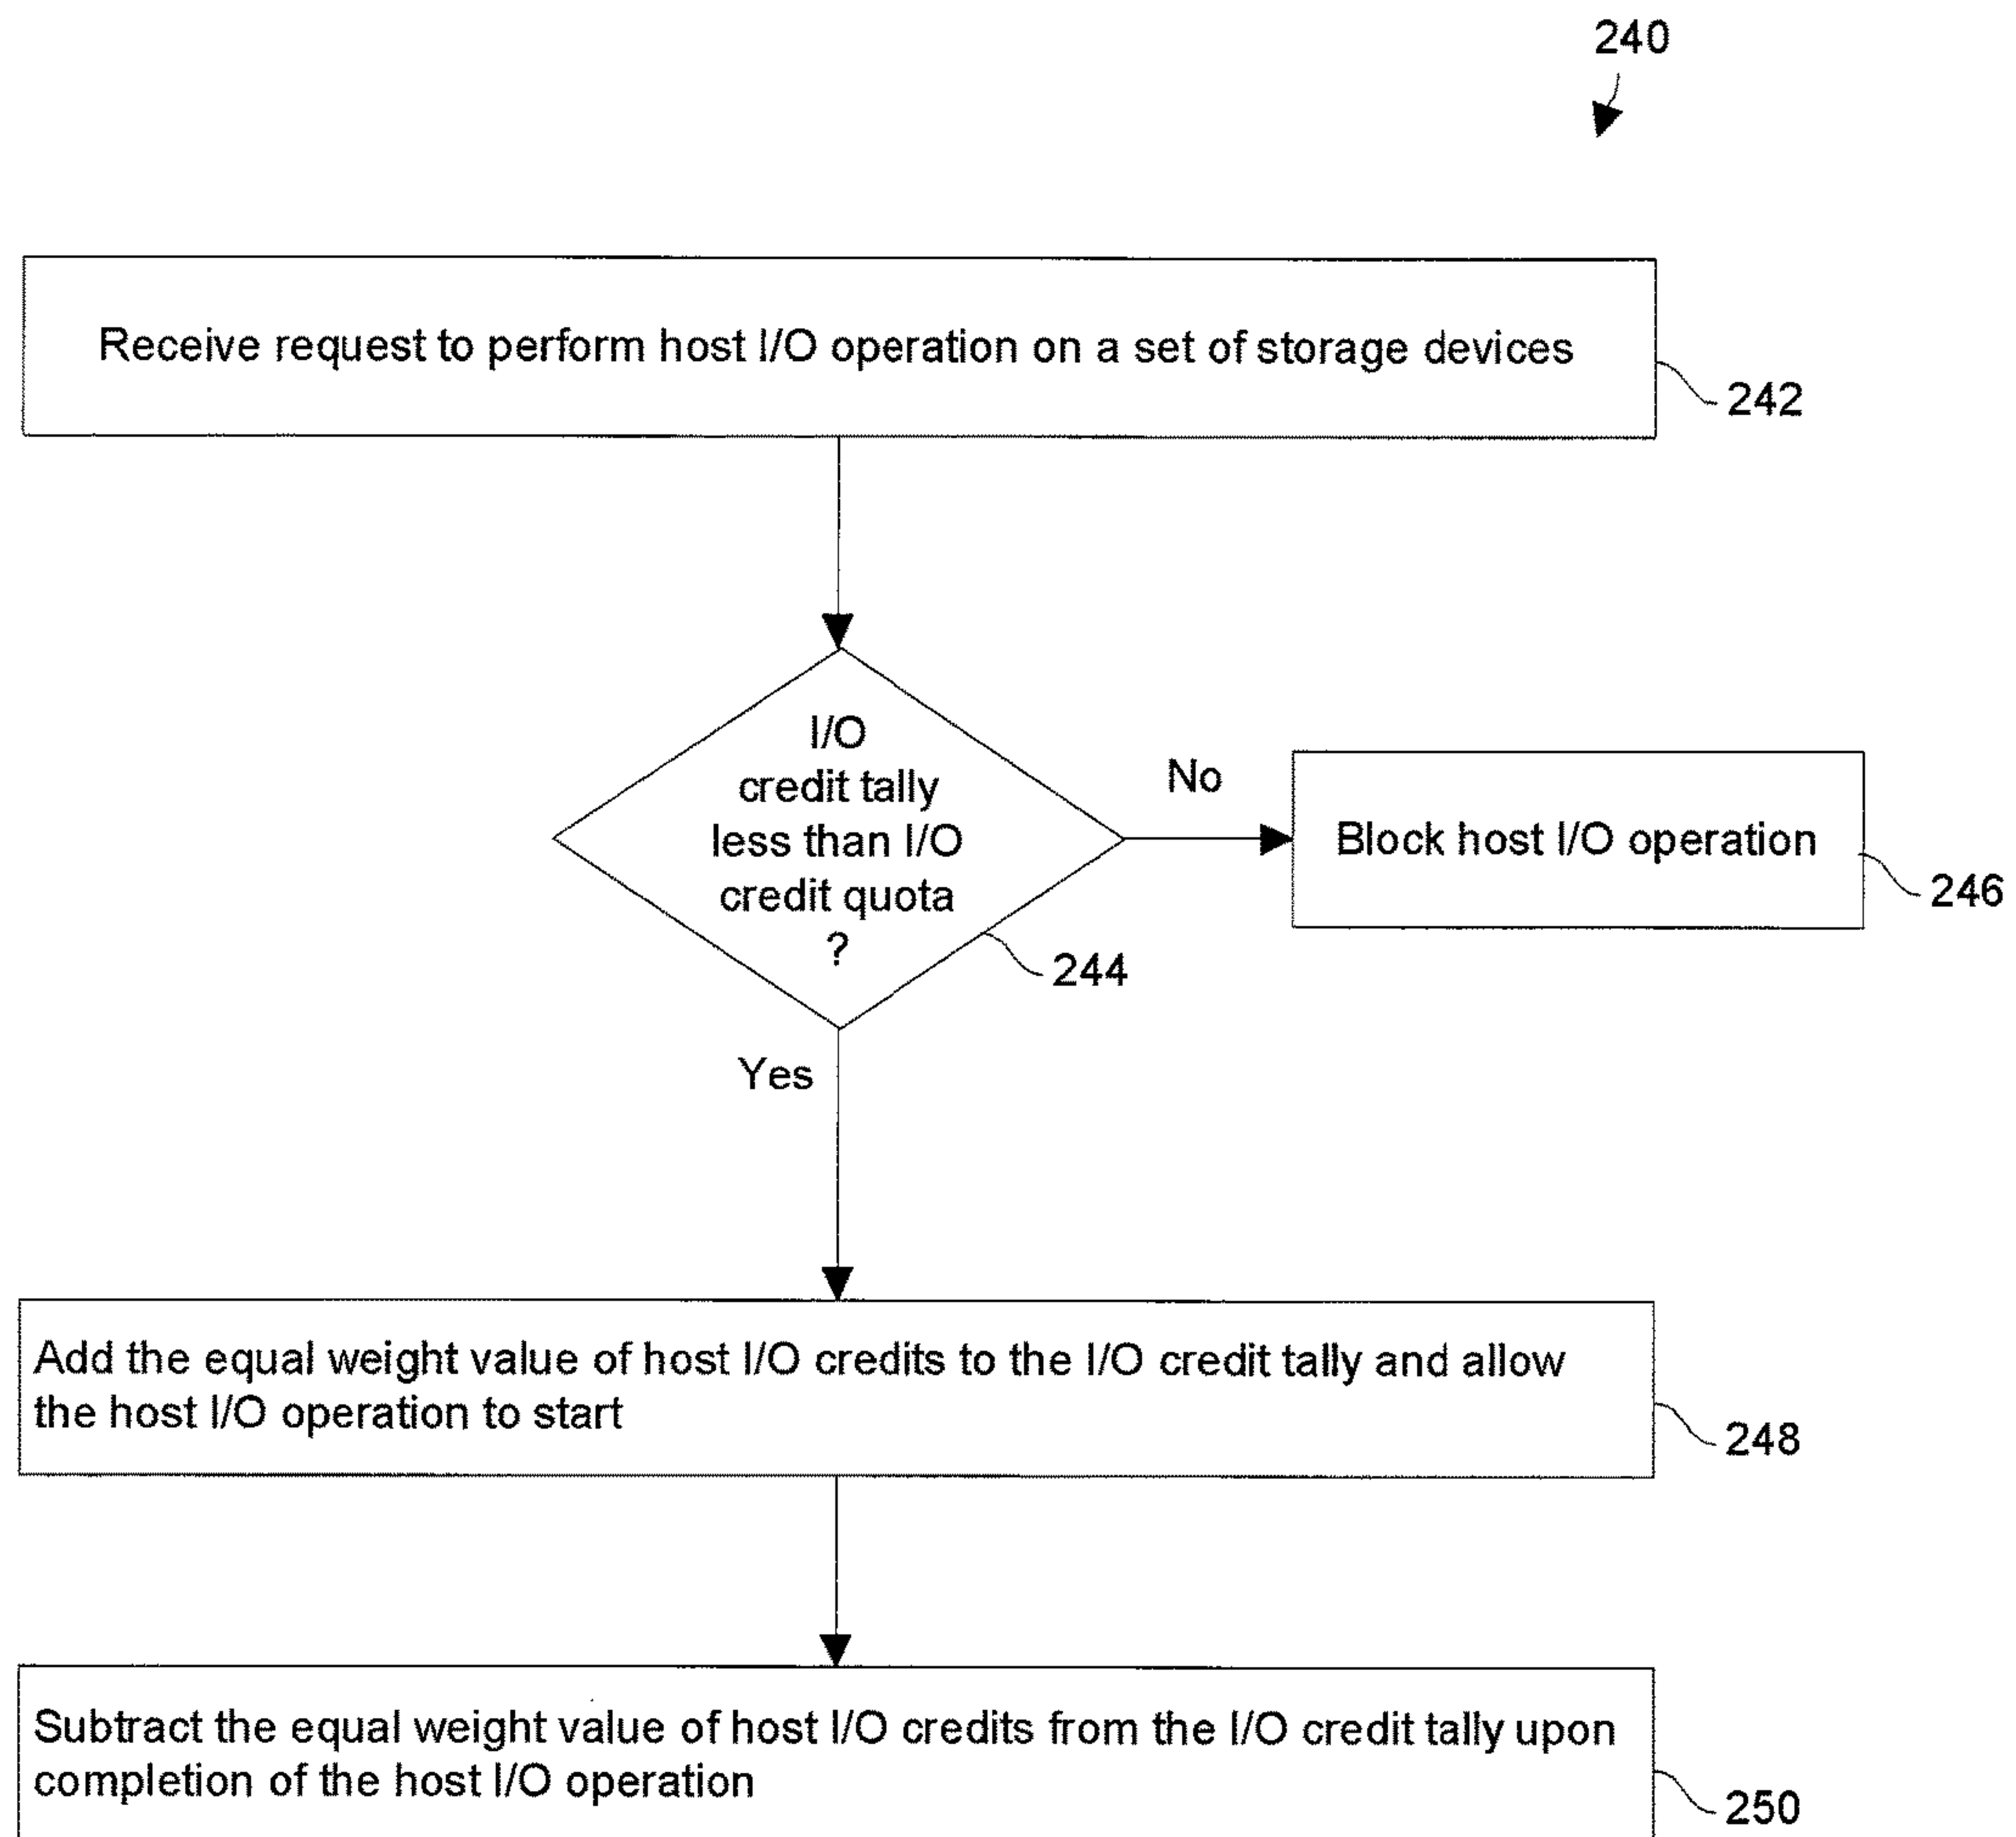 240
Receive request to perform host I/O operation on a set of storage devices
242
I/O
credit tally
less than I/O
credit quota
?
244
No
Block host I/O operation
246
Yes
Add the equal weight value of host I/O credits to the I/O credit tally and allow
the host I/O operation to start
248
Subtract the equal weight value of host I/O credits from the I/O credit tally upon
completion of the host I/O operation
250